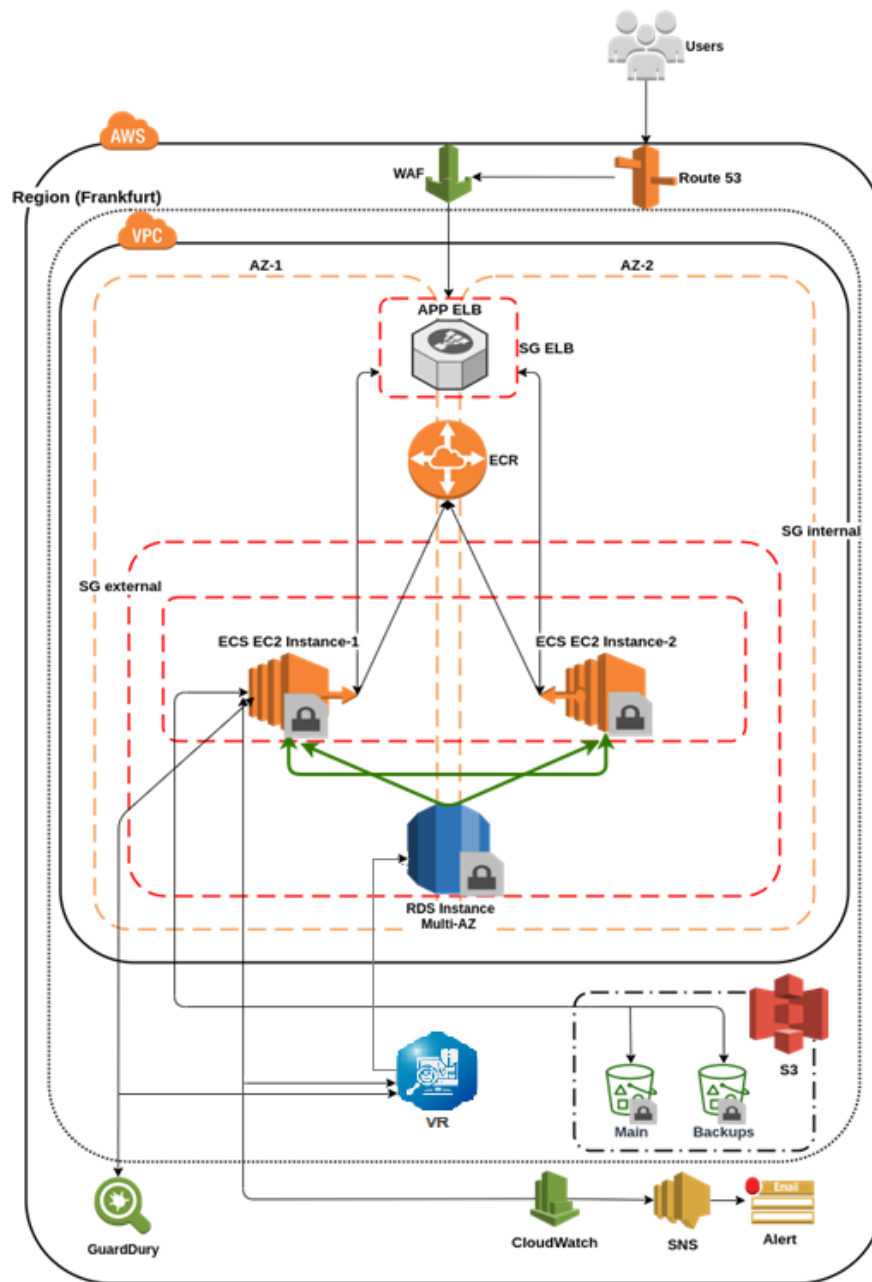 Users
AWS
WAF
Route 53
Region (Frankfurt)
VPC
AZ-1
AZ-2
APP ELB
SG ELB
ECR
SG internal
SG external
ECS EC2 Instance-1
ECS EC2 Instance-2
RDS Instance
Multi-AZ
S3
VR
Main
Backups
Email
GuardDury
CloudWatch
SNS
Alert